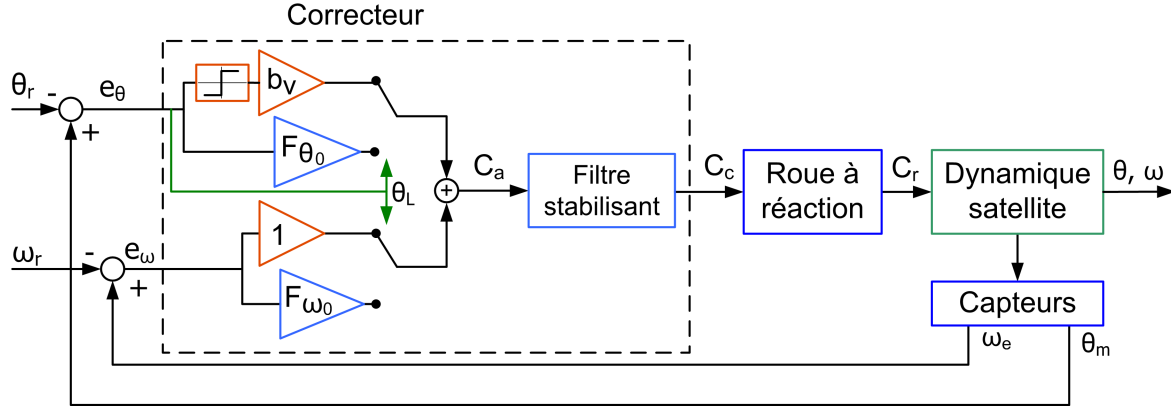 Correcteur
θr - eθ bv
+
Fθ0
θL + Ca Filtre stabilisant Cc Roue à réaction Cr Dynamique satellite θ, ω
ωr - eω 1
+
Fω0
Capteurs
ωe θm